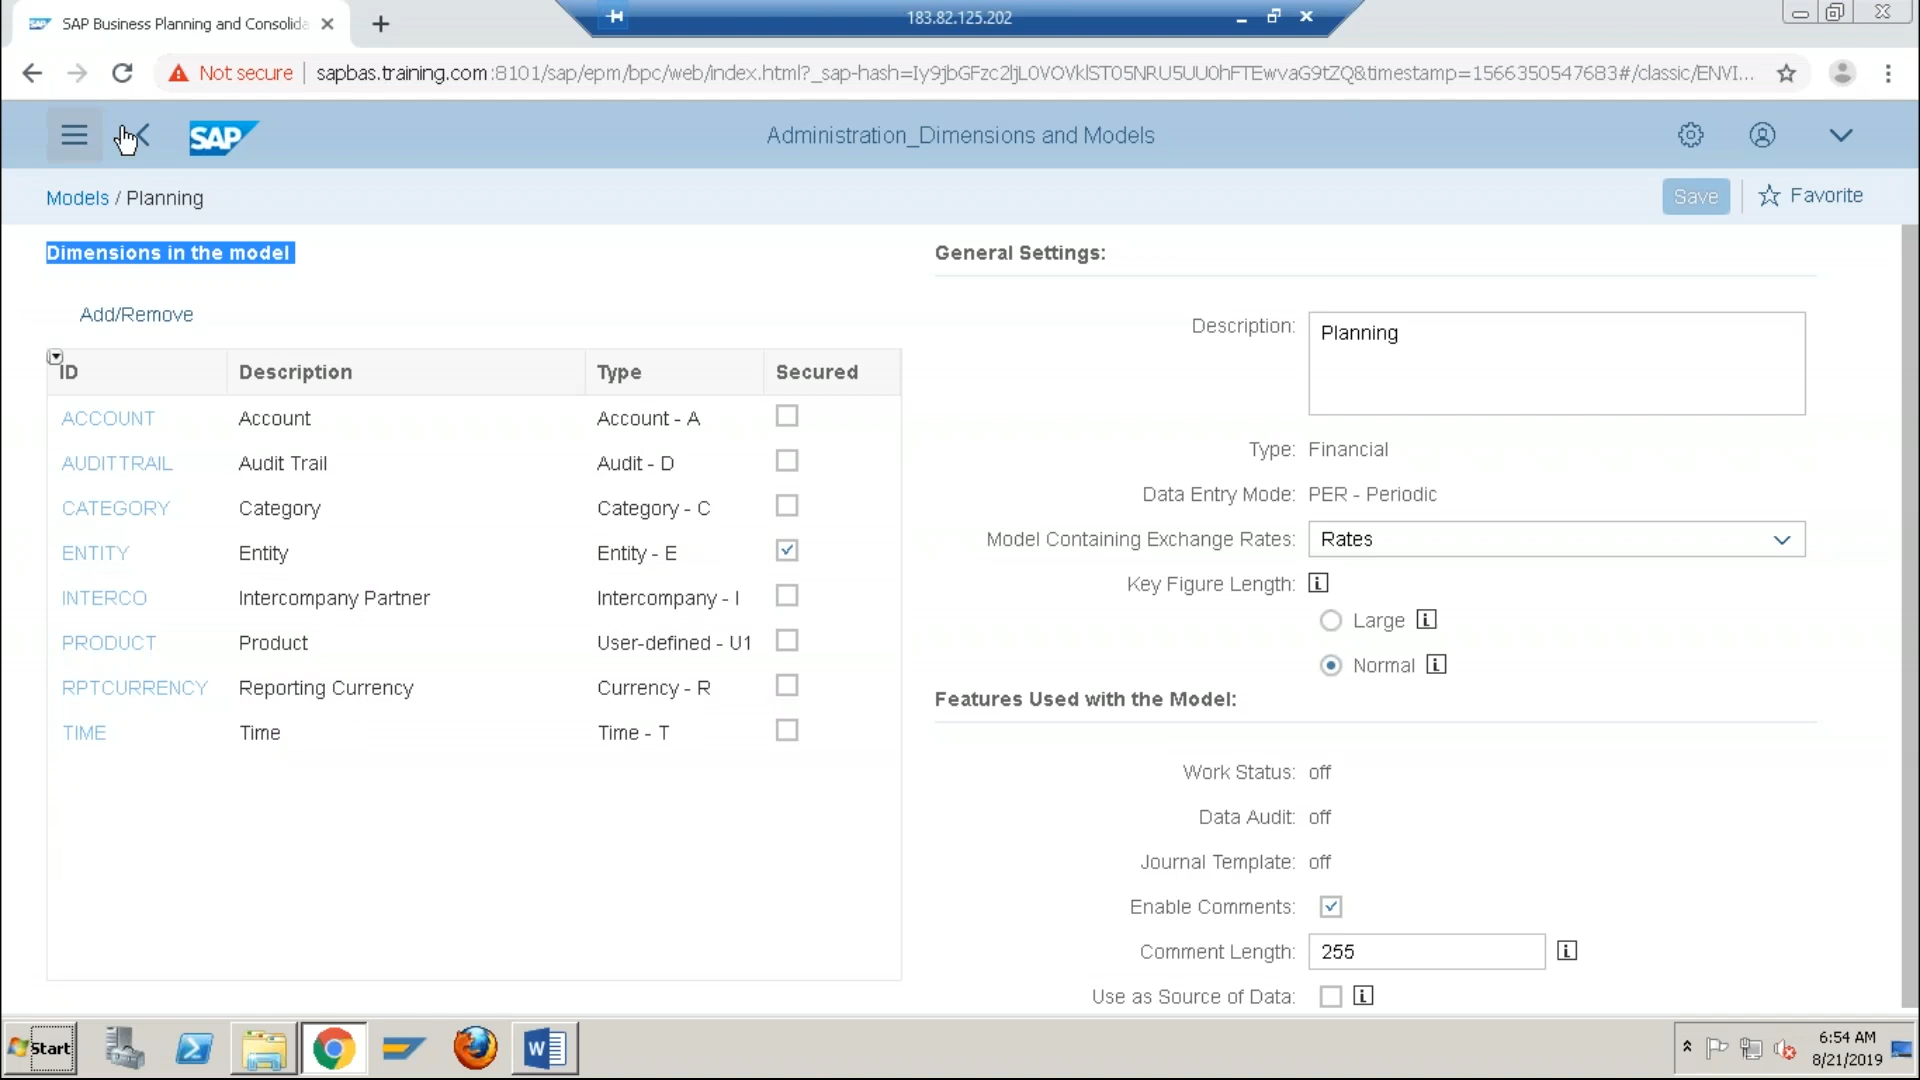 SAP Business Planning and Consolida
183.82.125.202
Not secure
sapbas.training.com:8101/sap/epm/bpc/web/index.html?_sap-hash=Iy9jbGFzc2ljL0VOVklST05NRU5UU0hFTEwvaG9tZQ&timestamp=1566350547683#/classic/ENVI...
SAP
Administration_Dimensions and Models
Models / Planning
Save
Favorite
Dimensions in the model
General Settings:
Add/Remove
Description:
Planning
ID Description Type Secured
ACCOUNT Account Account - A
AUDITTRAIL Audit Trail Audit - D
CATEGORY Category Category - C
ENTITY Entity Entity - E
INTERCO Intercompany Partner Intercompany - I
PRODUCT Product User-defined - U1
RPTCURRENCY Reporting Currency Currency - R
TIME Time Time - T
Type: Financial
Data Entry Mode: PER - Periodic
Model Containing Exchange Rates: Rates
Key Figure Length:
Large
Normal
Features Used with the Model:
Work Status: off
Data Audit: off
Journal Template: off
Enable Comments:
Comment Length: 255
Use as Source of Data:
Start
6:54 AM
8/21/2019